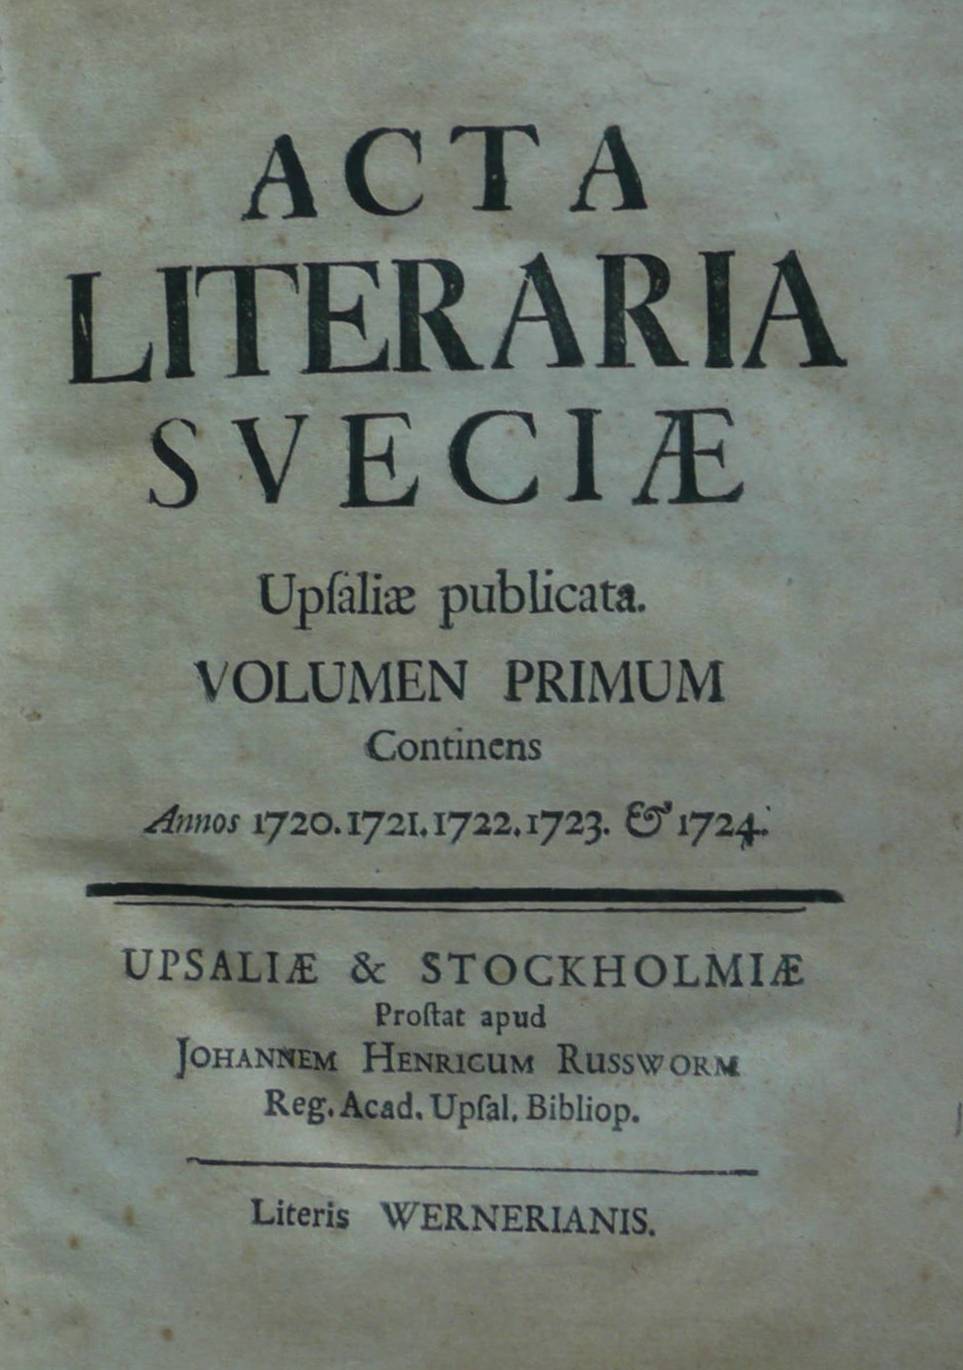 ACTA
LITERARIA
SVECIÆ
Upſaliæ publicata.
VOLUMEN PRIMUM
Continens
Annos 1720. 1721. 1722. 1723. & 1724.
UPSALIÆ & STOCKHOLMIÆ
Proſtat apud
JOHANNEM HENRICUM RUSSWORM
Reg. Acad. Upſal. Bibliop.
Literis WERNERIANIS.